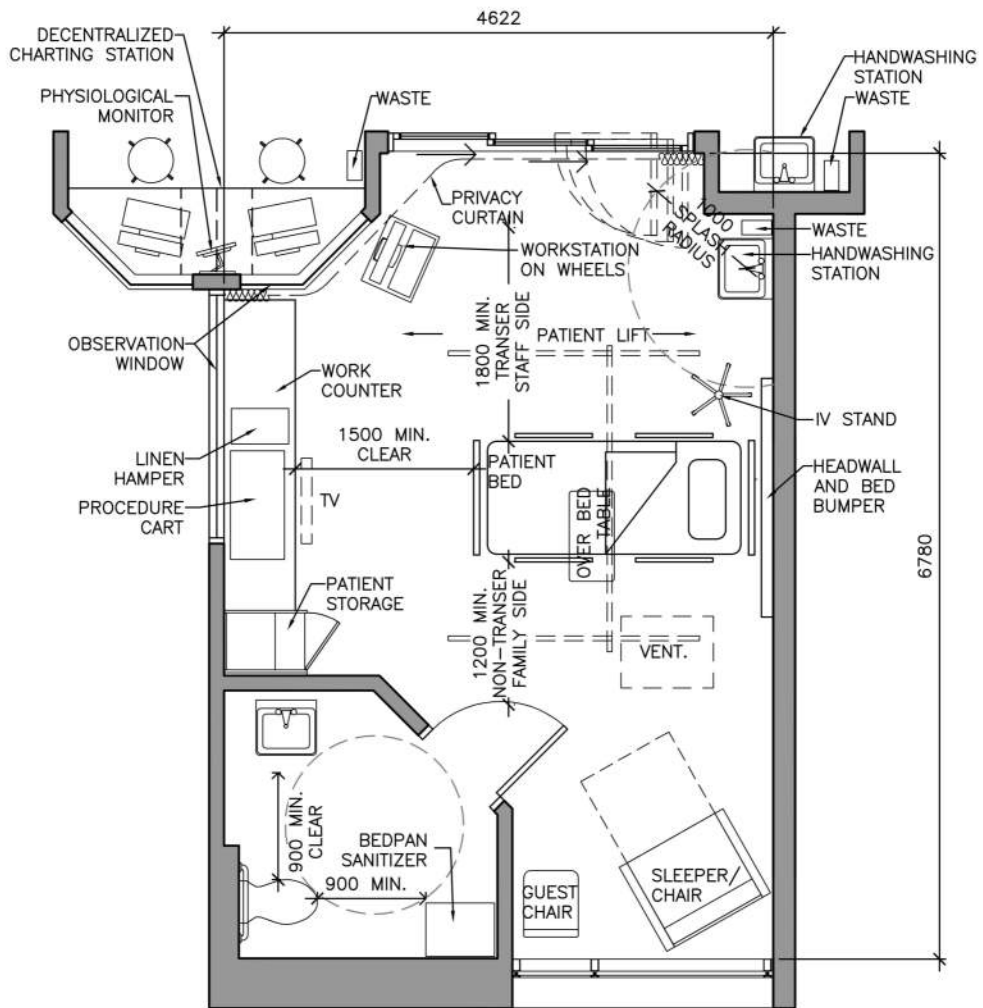 4622
DECENTRALIZED
CHARTING STATION
PHYSIOLOGICAL
MONITOR
WASTE
HANDWASHING
STATION
WASTE
PRIVACY
CURTAIN
WORKSTATION
ON WHEELS
1000
SPLASH
RADIUS
WASTE
HANDWASHING
STATION
OBSERVATION
WINDOW
WORK
COUNTER
1800 MIN.
TRANSER
STAFF SIDE
PATIENT LIFT
IV STAND
LINEN
HAMPER
PROCEDURE
CART
1500 MIN.
CLEAR
TV
PATIENT
BED
OVER BED
TABLE
HEADWALL
AND BED
BUMPER
6780
PATIENT
STORAGE
1200 MIN.
NON-TRANSER
FAMILY SIDE
VENT.
900 MIN.
CLEAR
BEDPAN
SANITIZER
900 MIN.
GUEST
CHAIR
SLEEPER/
CHAIR